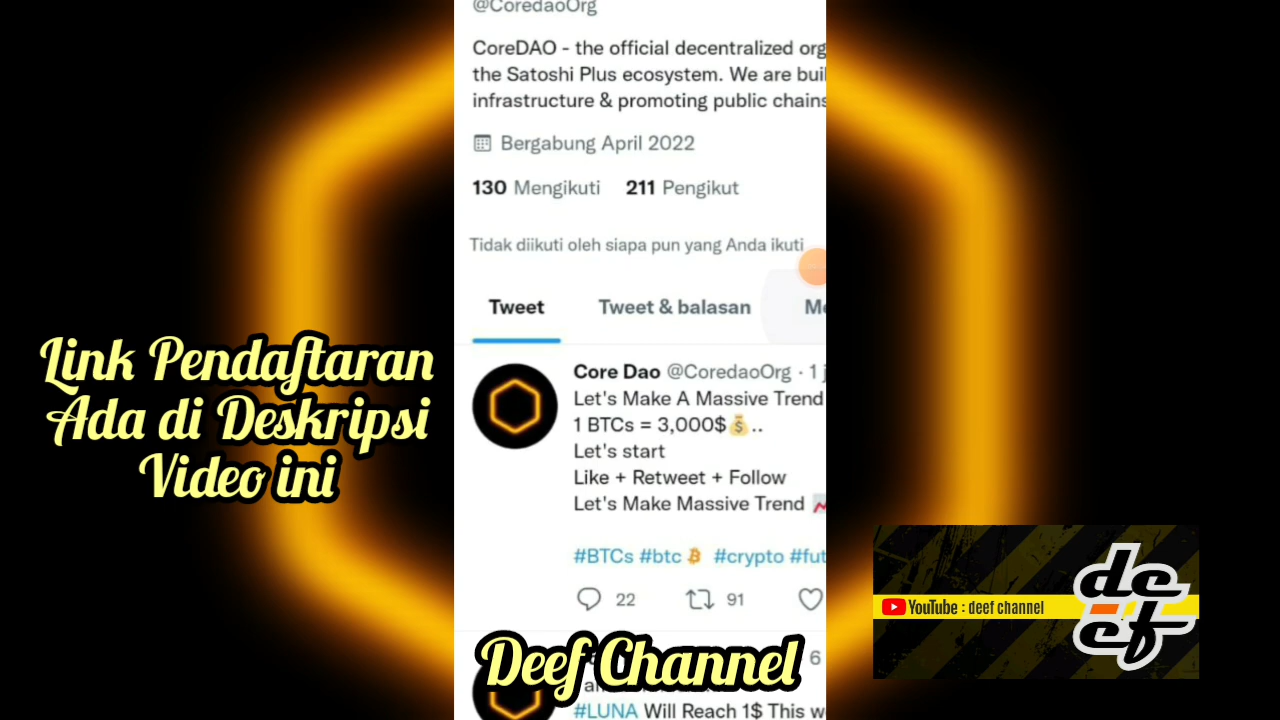 @CoredaoOrg
CoreDAO - the official decentralized org
the Satoshi Plus ecosystem. We are buil
infrastructure & promoting public chains
Bergabung April 2022
130 Mengikuti 211 Pengikut
Tidak diikuti oleh siapa pun yang Anda ikuti
Tweet Tweet & balasan Me
Core Dao @CoredaoOrg · 1 j
Let's Make A Massive Trend
1 BTCs = 3,000$💰..
Let's start
Like + Retweet + Follow
Let's Make Massive Trend 📈
#BTCs #btc #crypto #fut
22 91
6
#LUNA Will Reach 1$ This w
Link Pendaftaran
Ada di Deskripsi
Video ini
Deef Channel
YouTube : deef channel
deef